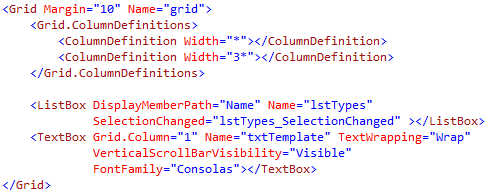 <Grid Margin="10" Name="grid">
    <Grid.ColumnDefinitions>
        <ColumnDefinition Width="*"></ColumnDefinition>
        <ColumnDefinition Width="3*"></ColumnDefinition>
    </Grid.ColumnDefinitions>

    <ListBox DisplayMemberPath="Name" Name="lstTypes"
             SelectionChanged="lstTypes_SelectionChanged" ></ListBox>
    <TextBox Grid.Column="1" Name="txtTemplate" TextWrapping="Wrap"
             VerticalScrollBarVisibility="Visible"
             FontFamily="Consolas"></TextBox>
</Grid>